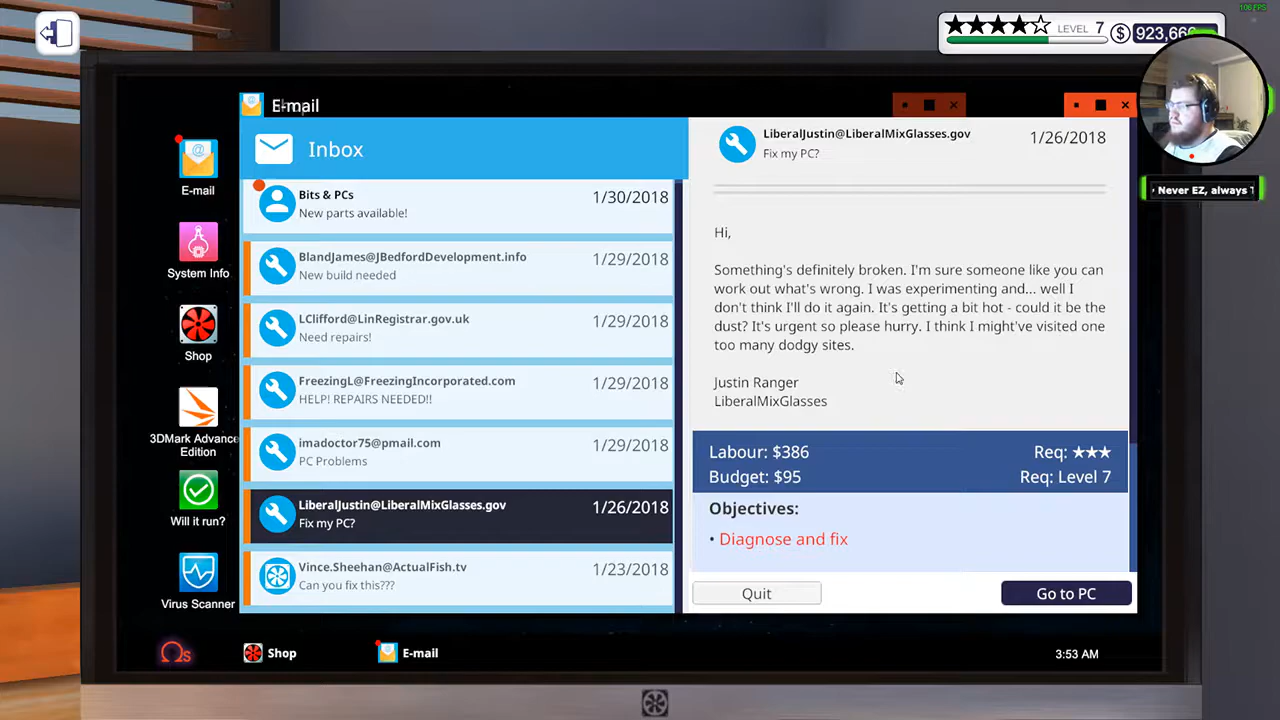 106 FPS
LEVEL 7
$
E-mail
Inbox
Bits & PCs
1/30/2018
New parts available!
BlandJames@JBedfordDevelopment.info
1/29/2018
New build needed
LClifford@LinRegistrar.gov.uk
1/29/2018
Need repairs!
FreezingL@FreezingIncorporated.com
1/29/2018
HELP! REPAIRS NEEDED!!
imadoctor75@pmail.com
1/29/2018
PC Problems
LiberalJustin@LiberalMixGlasses.gov
1/26/2018
Fix my PC?
Vince.Sheehan@ActualFish.tv
1/23/2018
Can you fix this???
E-mail
System Info
Shop
3DMark Advance
Edition
Will it run?
Virus Scanner
LiberalJustin@LiberalMixGlasses.gov
1/26/2018
Fix my PC?
Hi,
Something's definitely broken. I'm sure someone like you can
work out what's wrong. I was experimenting and... well I
don't think I'll do it again. It's getting a bit hot - could it be the
dust? It's urgent so please hurry. I think I might've visited one
too many dodgy sites.
Justin Ranger
LiberalMixGlasses
Labour: $386
Req: ★★★
Budget: $95
Req: Level 7
Objectives:
• Diagnose and fix
Quit
Go to PC
Never EZ, always
Shop
E-mail
3:53 AM